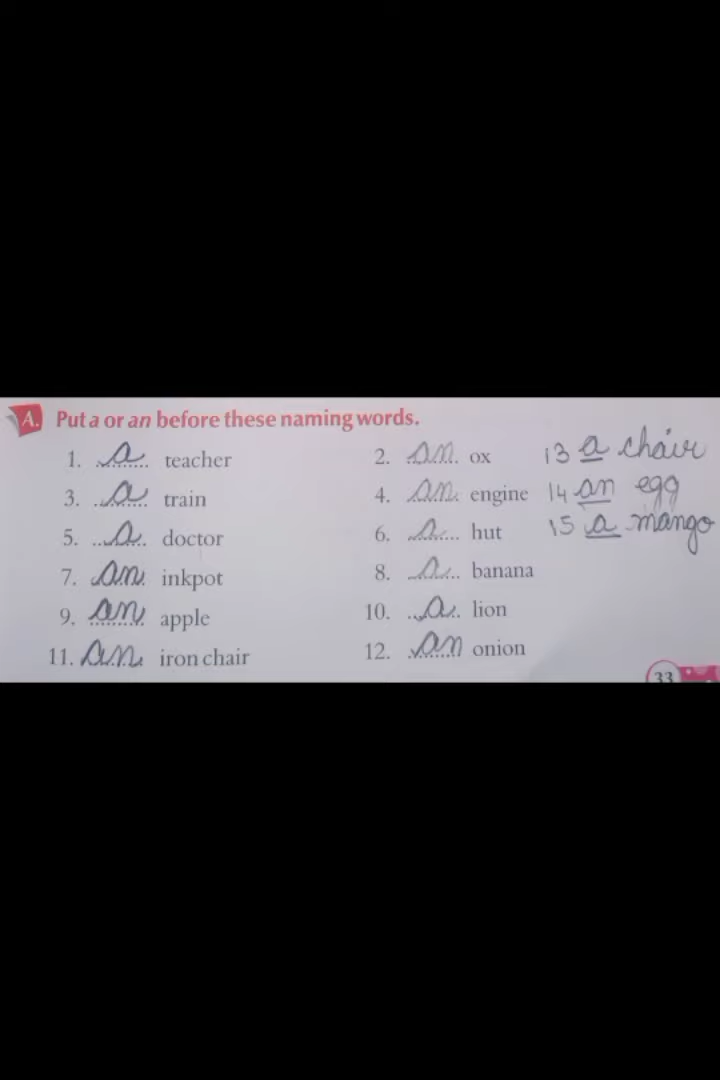 A. Put a or an before these naming words.
1. a teacher 2. an ox 13 a chair
3. a train 4. an engine 14 an egg
5. a doctor 6. a hut 15 a mango
7. an inkpot 8. a banana
9. an apple 10. a lion
11. an iron chair 12. an onion
33